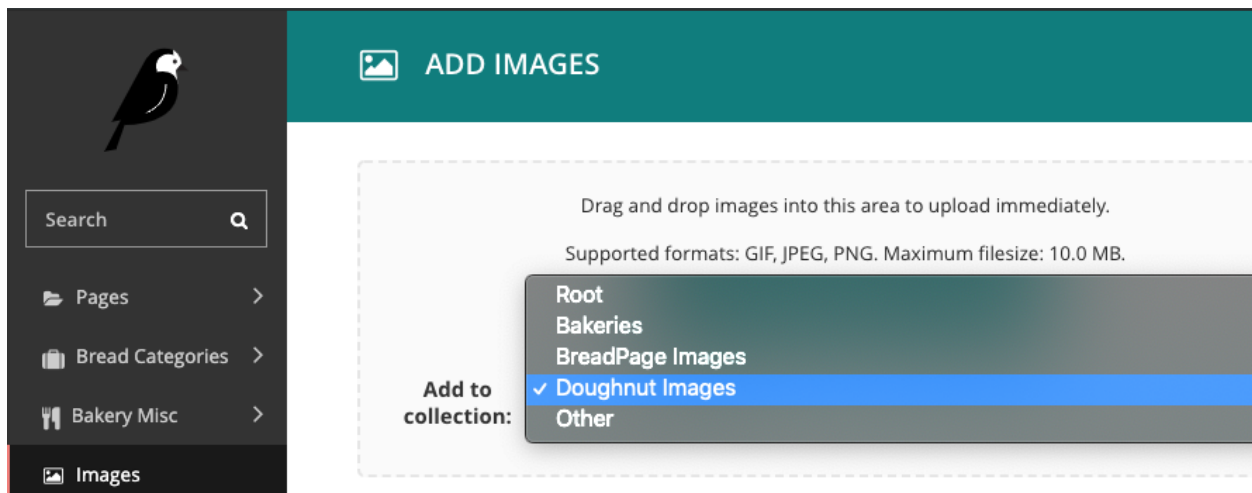 ADD IMAGES
Search
Pages
Bread Categories
Bakery Misc
Images
Drag and drop images into this area to upload immediately.
Supported formats: GIF, JPEG, PNG. Maximum filesize: 10.0 MB.
Add to
collection:
Root
Bakeries
BreadPage Images
Doughnut Images
Other